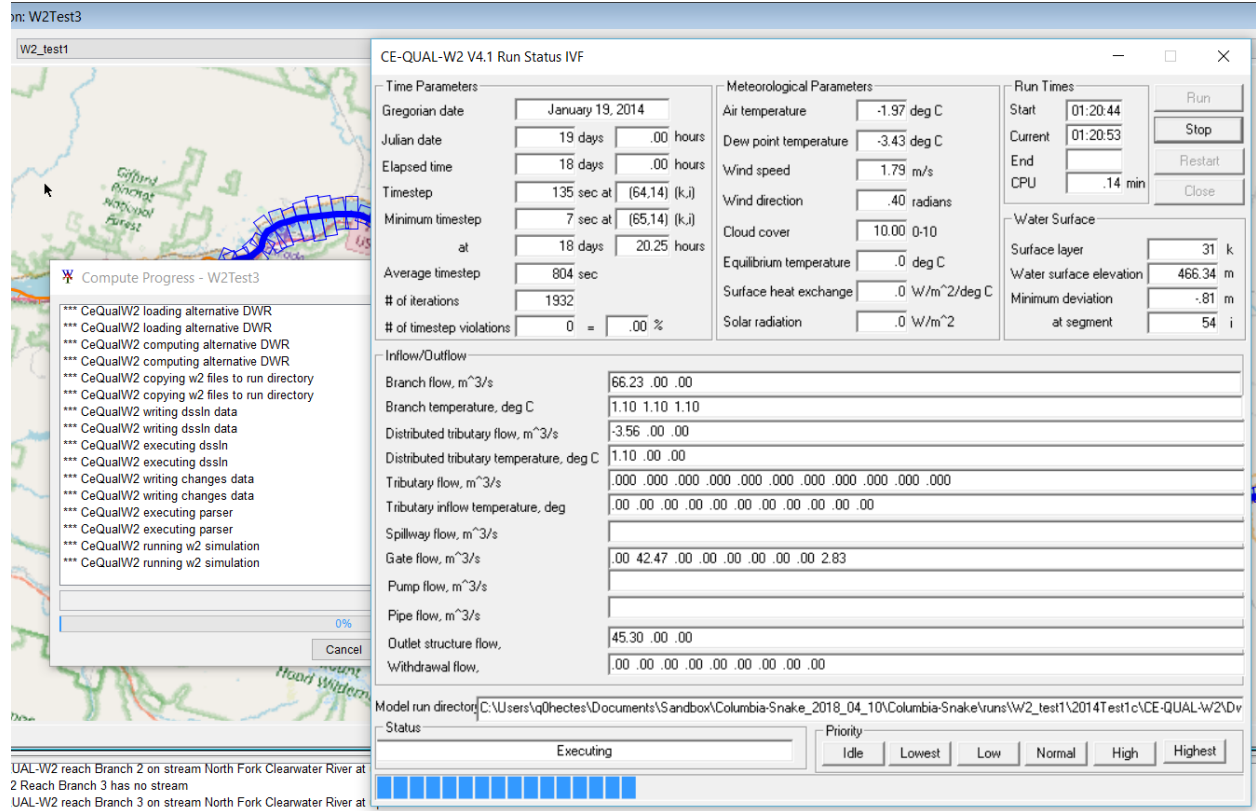 on: W2Test3
W2_test1
Gifford
Pinchot
National
Forest
Compute Progress - W2Test3
*** CeQualW2 loading alternative DWR
*** CeQualW2 loading alternative DWR
*** CeQualW2 computing alternative DWR
*** CeQualW2 computing alternative DWR
*** CeQualW2 copying w2 files to run directory
*** CeQualW2 copying w2 files to run directory
*** CeQualW2 writing dssIn data
*** CeQualW2 writing dssIn data
*** CeQualW2 executing dssIn
*** CeQualW2 executing dssIn
*** CeQualW2 writing changes data
*** CeQualW2 writing changes data
*** CeQualW2 executing parser
*** CeQualW2 executing parser
*** CeQualW2 running w2 simulation
*** CeQualW2 running w2 simulation
0%
Cancel
Mount
Hood Wildern
UAL-W2 reach Branch 2 on stream North Fork Clearwater River at
2 Reach Branch 3 has no stream
UAL-W2 reach Branch 3 on stream North Fork Clearwater River at
CE-QUAL-W2 V4.1 Run Status IVF
Time Parameters
Gregorian date January 19, 2014
Julian date 19 days .00 hours
Elapsed time 18 days .00 hours
Timestep 135 sec at (64,14) (k,i)
Minimum timestep 7 sec at (65,14) (k,i)
at 18 days 20.25 hours
Average timestep 804 sec
# of iterations 1932
# of timestep violations 0 = .00 %
Meteorological Parameters
Air temperature -1.97 deg C
Dew point temperature -3.43 deg C
Wind speed 1.79 m/s
Wind direction .40 radians
Cloud cover 10.00 0-10
Equilibrium temperature .0 deg C
Surface heat exchange .0 W/m^2/deg C
Solar radiation .0 W/m^2
Run Times
Start 01:20:44
Current 01:20:53
End
CPU .14 min
Run
Stop
Restart
Close
Water Surface
Surface layer 31 k
Water surface elevation 466.34 m
Minimum deviation -.81 m
at segment 54 i
Inflow/Outflow
Branch flow, m^3/s 66.23 .00 .00
Branch temperature, deg C 1.10 1.10 1.10
Distributed tributary flow, m^3/s -3.56 .00 .00
Distributed tributary temperature, deg C 1.10 .00 .00
Tributary flow, m^3/s .000 .000 .000 .000 .000 .000 .000 .000 .000 .000 .000
Tributary inflow temperature, deg .00 .00 .00 .00 .00 .00 .00 .00 .00 .00 .00
Spillway flow, m^3/s
Gate flow, m^3/s .00 42.47 .00 .00 .00 .00 .00 .00 2.83
Pump flow, m^3/s
Pipe flow, m^3/s
Outlet structure flow, 45.30 .00 .00
Withdrawal flow, .00 .00 .00 .00 .00 .00 .00 .00 .00
Model run director C:\Users\q0hectes\Documents\Sandbox\Columbia-Snake_2018_04_10\Columbia-Snake\runs\W2_test1\2014Test1c\CE-QUAL-W2\Dv
Status
Executing
Priority
Idle Lowest Low Normal High Highest